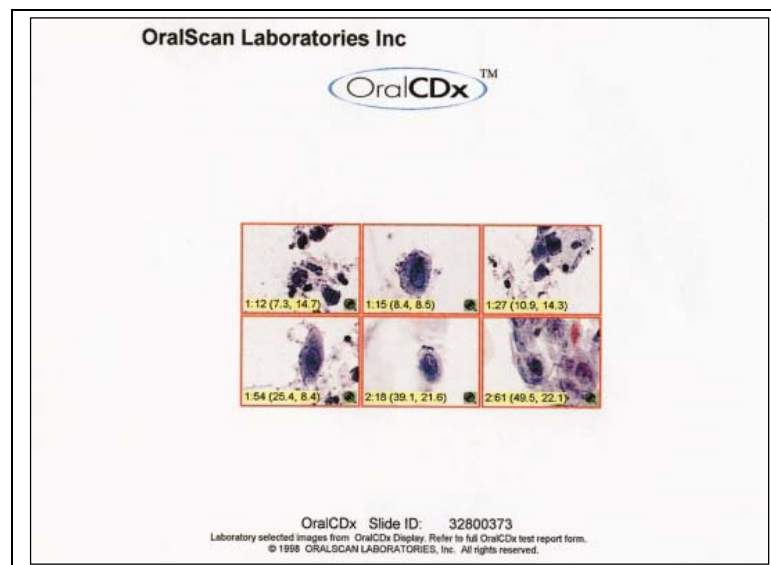 OralScan Laboratories Inc
OralCDx™
1:12 (7.3, 14.7)
1:15 (8.4, 8.5)
1:27 (10.9, 14.3)
1:54 (25.4, 8.4)
2:18 (39.1, 21.6)
2:61 (49.5, 22.1)
OralCDx Slide ID: 32800373
Laboratory selected images from OralCDx Display. Refer to full OralCDx test report form.
© 1998 ORALSCAN LABORATORIES, Inc. All rights reserved.